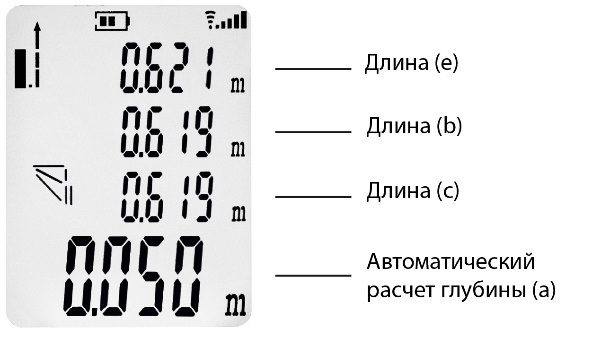 0.621 m
Длина (e)
0.619 m
Длина (b)
0.619 m
Длина (c)
0.050 m
Автоматический
расчет глубины (a)